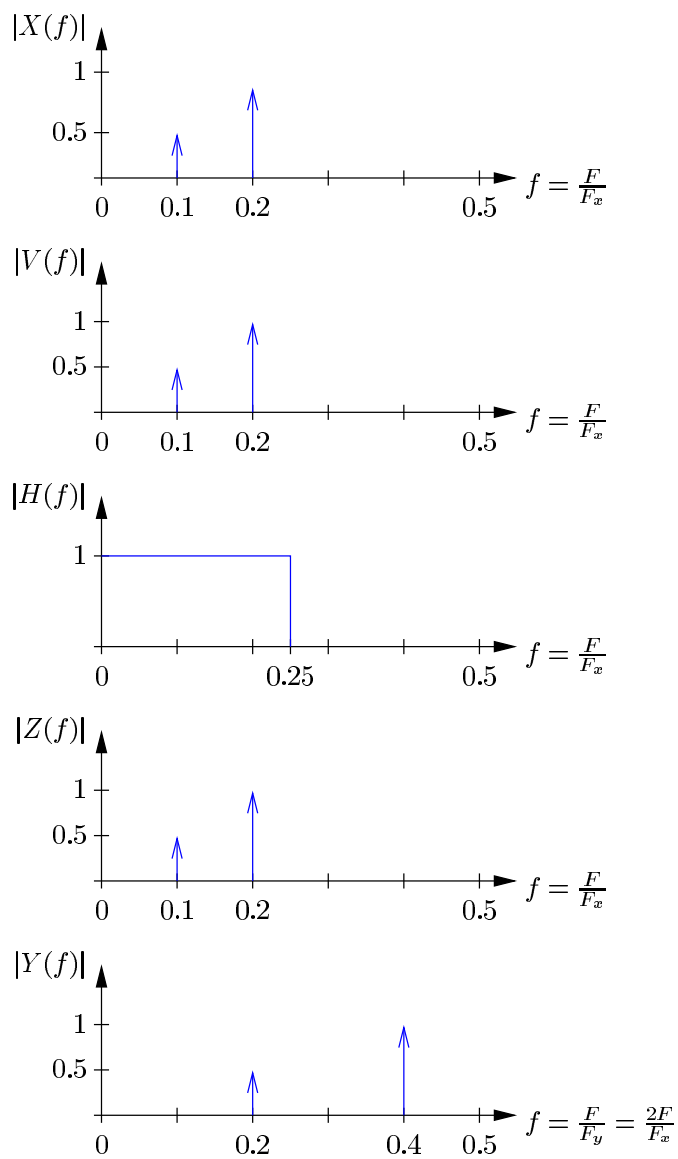 |X(f)|
1
0.5
0 0.1 0.2 0.5
f = F/F_x
|V(f)|
1
0.5
0 0.1 0.2 0.5
f = F/F_x
|H(f)|
1
0 0.25 0.5
f = F/F_x
|Z(f)|
1
0.5
0 0.1 0.2 0.5
f = F/F_x
|Y(f)|
1
0.5
0 0.2 0.4 0.5
f = F/F_y = 2F/F_x